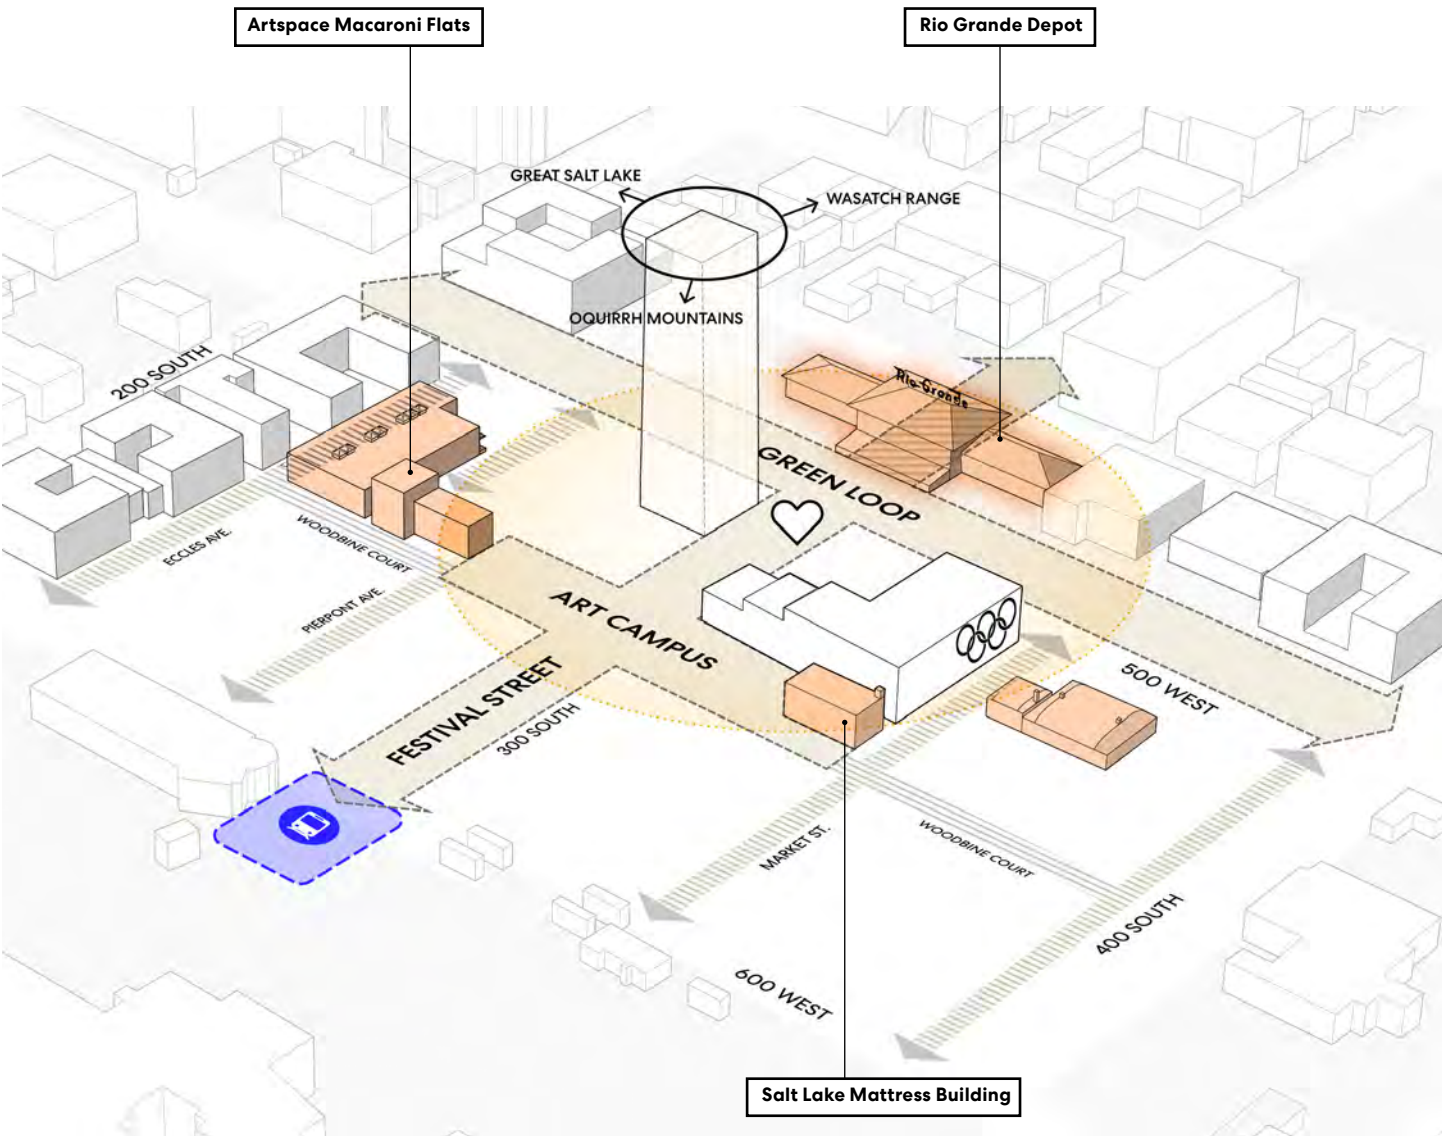 Artspace Macaroni Flats
Rio Grande Depot
GREAT SALT LAKE
WASATCH RANGE
OQUIRRH MOUNTAINS
200 SOUTH
Rio Grande
GREEN LOOP
ECCLES AVE.
WOODBINE COURT
PIERPONT AVE.
ART CAMPUS
FESTIVAL STREET
300 SOUTH
500 WEST
MARKET ST.
WOODBINE COURT
400 SOUTH
600 WEST
Salt Lake Mattress Building